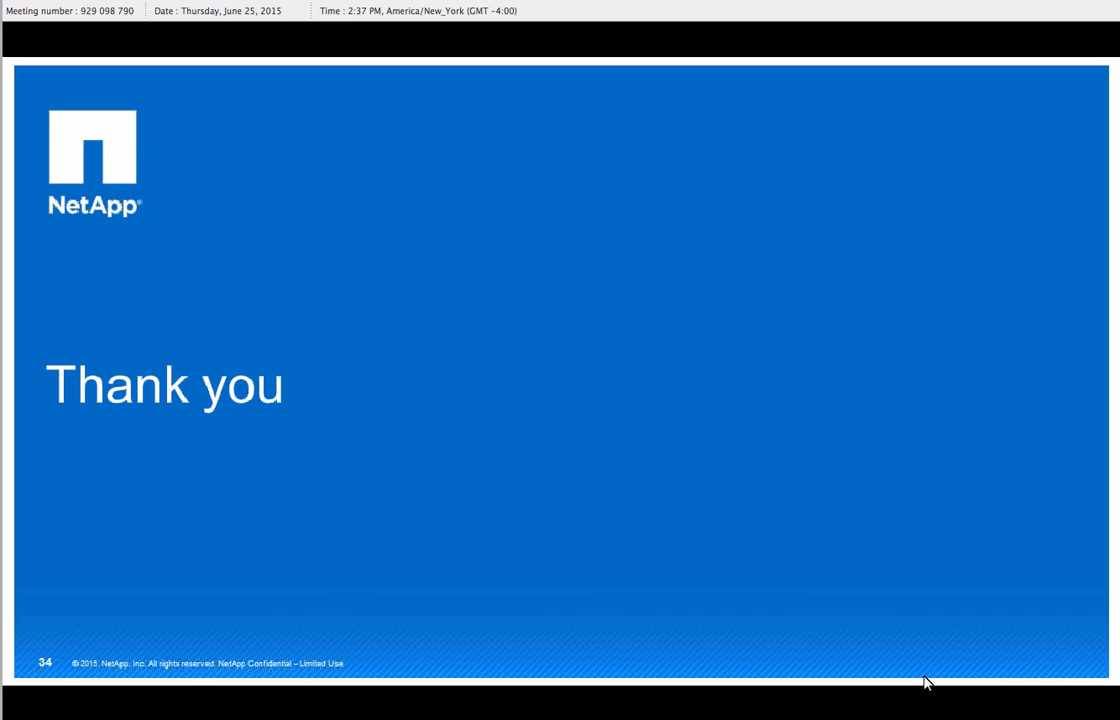 Meeting number : 929 098 790 Date : Thursday, June 25, 2015 Time : 2:37 PM, America/New_York (GMT -4:00)
NetApp®
Thank you
34 © 2015 NetApp, Inc. All rights reserved. NetApp Confidential – Limited Use